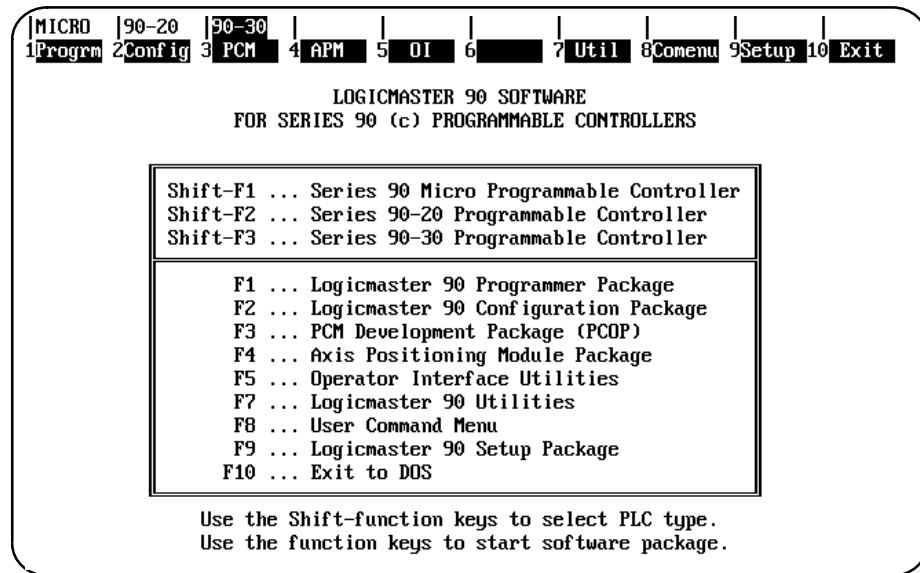 |MICRO |90-20 |90-30| | | | | | |
1Progrm 2Config 3 PCM 4 APM 5 OI 6 7 Util 8Comenu 9Setup 10 Exit
LOGICMASTER 90 SOFTWARE
FOR SERIES 90 (c) PROGRAMMABLE CONTROLLERS
Shift-F1 ... Series 90 Micro Programmable Controller
Shift-F2 ... Series 90-20 Programmable Controller
Shift-F3 ... Series 90-30 Programmable Controller
F1 ... Logicmaster 90 Programmer Package
F2 ... Logicmaster 90 Configuration Package
F3 ... PCM Development Package (PCOP)
F4 ... Axis Positioning Module Package
F5 ... Operator Interface Utilities
F7 ... Logicmaster 90 Utilities
F8 ... User Command Menu
F9 ... Logicmaster 90 Setup Package
F10 ... Exit to DOS
Use the Shift-function keys to select PLC type.
Use the function keys to start software package.